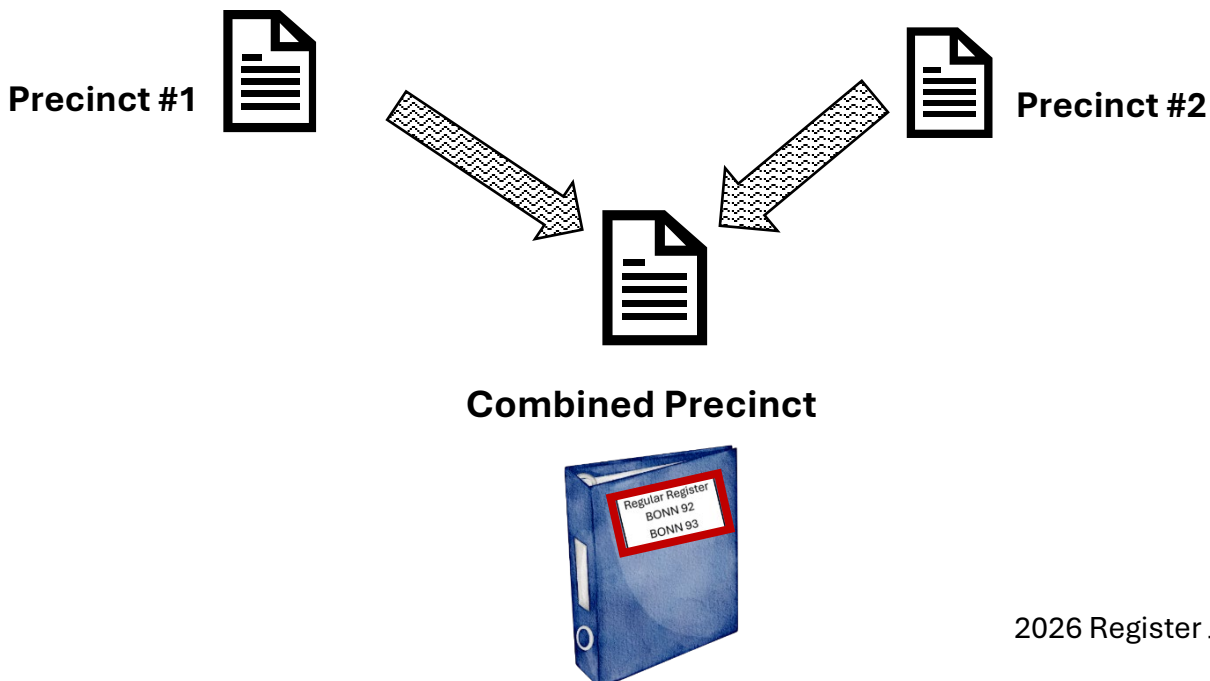 Precinct #1
Precinct #2
Combined Precinct
Regular Register
BONN 92
BONN 93
2026 Register